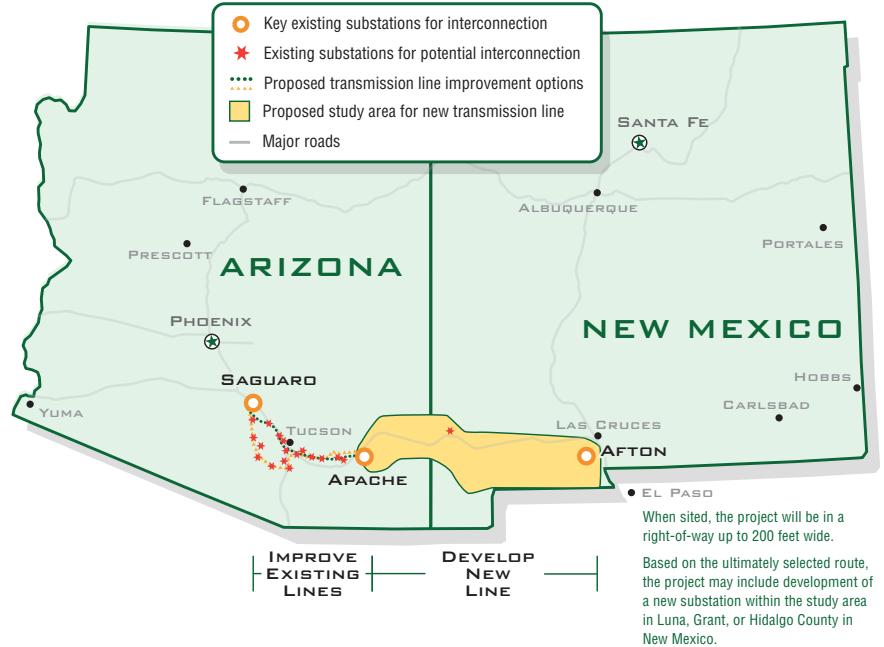 Key existing substations for interconnection
Existing substations for potential interconnection
Proposed transmission line improvement options
Proposed study area for new transmission line
Major roads
SANTA FE
FLAGSTAFF
ALBUQUERQUE
PRESCOTT
PORTALES
ARIZONA
PHOENIX
NEW MEXICO
SAGUARO
HOBBS
YUMA
CARLSBAD
TUCSON
LAS CRUCES
AFTON
APACHE
EL PASO
When sited, the project will be in a
right-of-way up to 200 feet wide.
Based on the ultimately selected route,
the project may include development of
a new substation within the study area
in Luna, Grant, or Hidalgo County in
New Mexico.
IMPROVE
EXISTING
LINES
DEVELOP
NEW
LINE